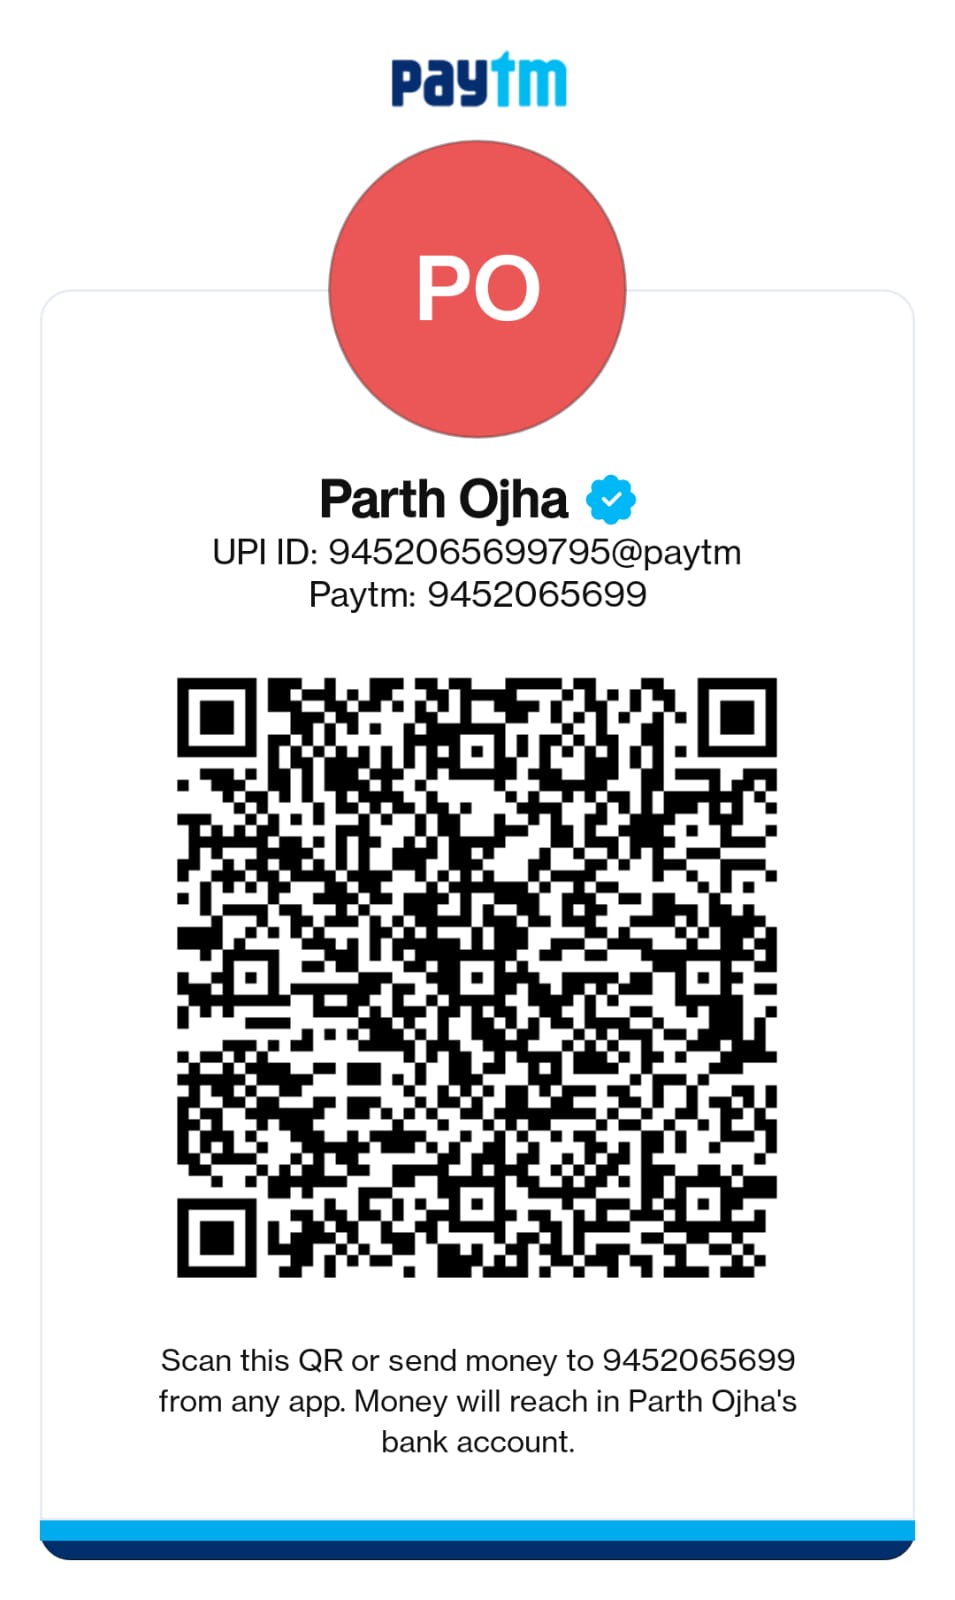 paytm
PO
Parth Ojha
UPI ID: 9452065699795@paytm
Paytm: 9452065699
Scan this QR or send money to 9452065699
from any app. Money will reach in Parth Ojha's
bank account.